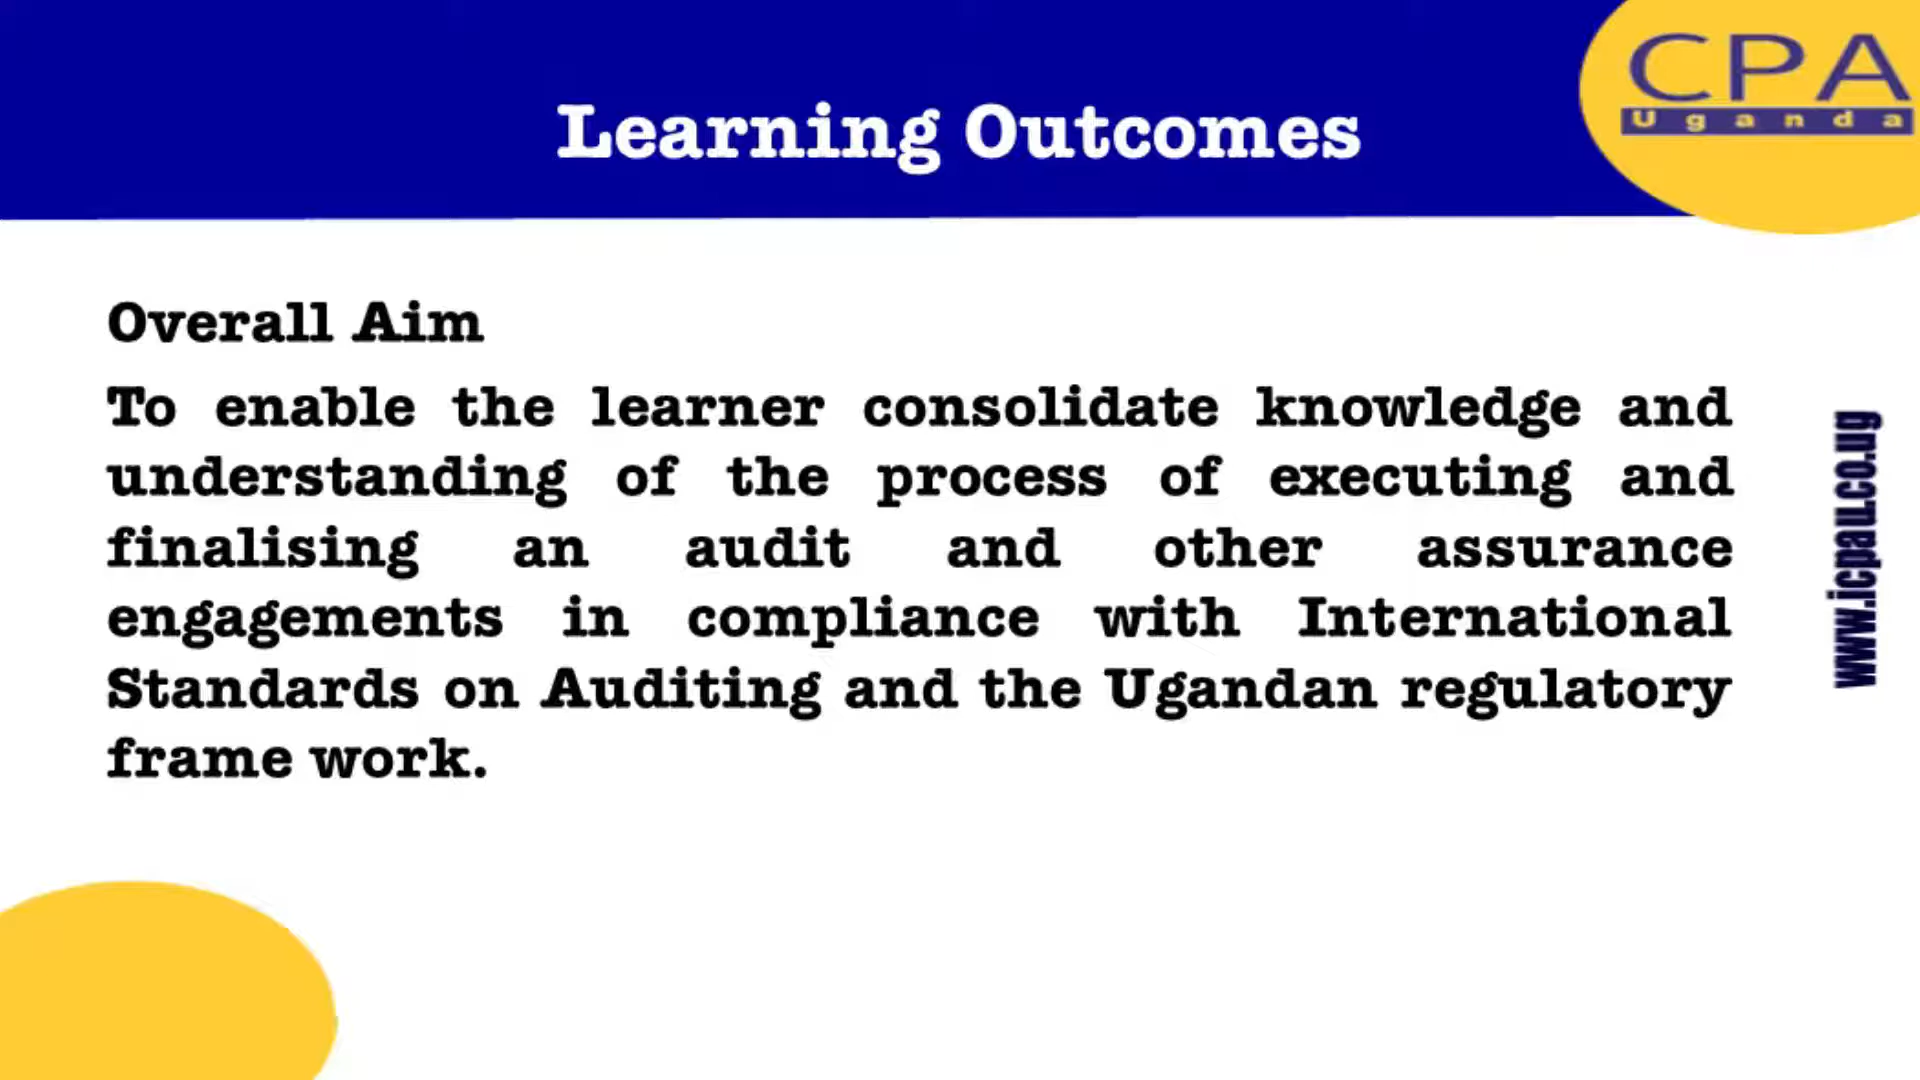 CPA
Uganda
Learning Outcomes
Overall Aim
To enable the learner consolidate knowledge and
understanding of the process of executing and
finalising an audit and other assurance
engagements in compliance with International
Standards on Auditing and the Ugandan regulatory
frame work.
www.icpau.co.ug